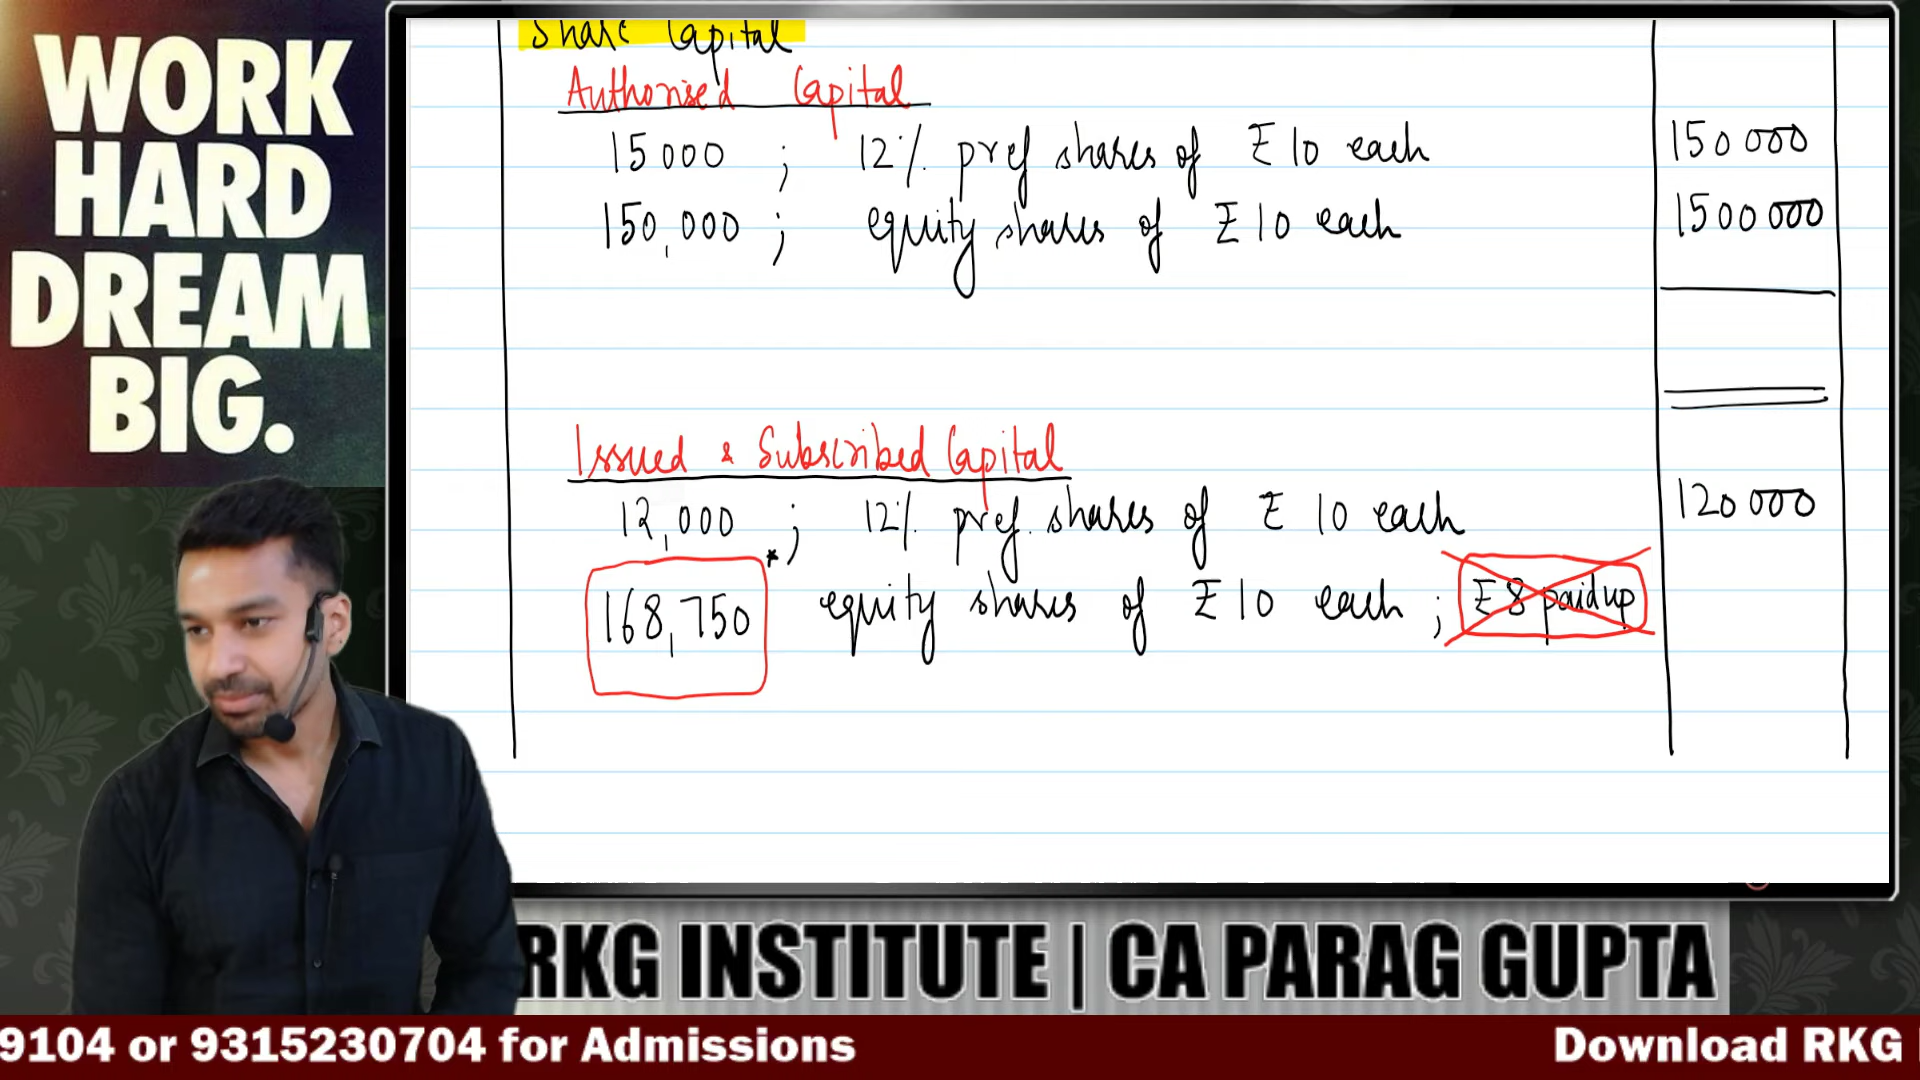 WORK
HARD
DREAM
BIG.
Share Capital
Authorised Capital
15000 ; 12% pref shares of ₹ 10 each 150000
150,000 ; equity shares of ₹ 10 each 1500000
Issued & Subscribed Capital
12,000 ; 12% pref. shares of ₹ 10 each 120000
168,750 * ; equity shares of ₹ 10 each ; ₹ 8 paid up
RKG INSTITUTE | CA PARAG GUPTA
9104 or 9315230704 for Admissions Download RKG